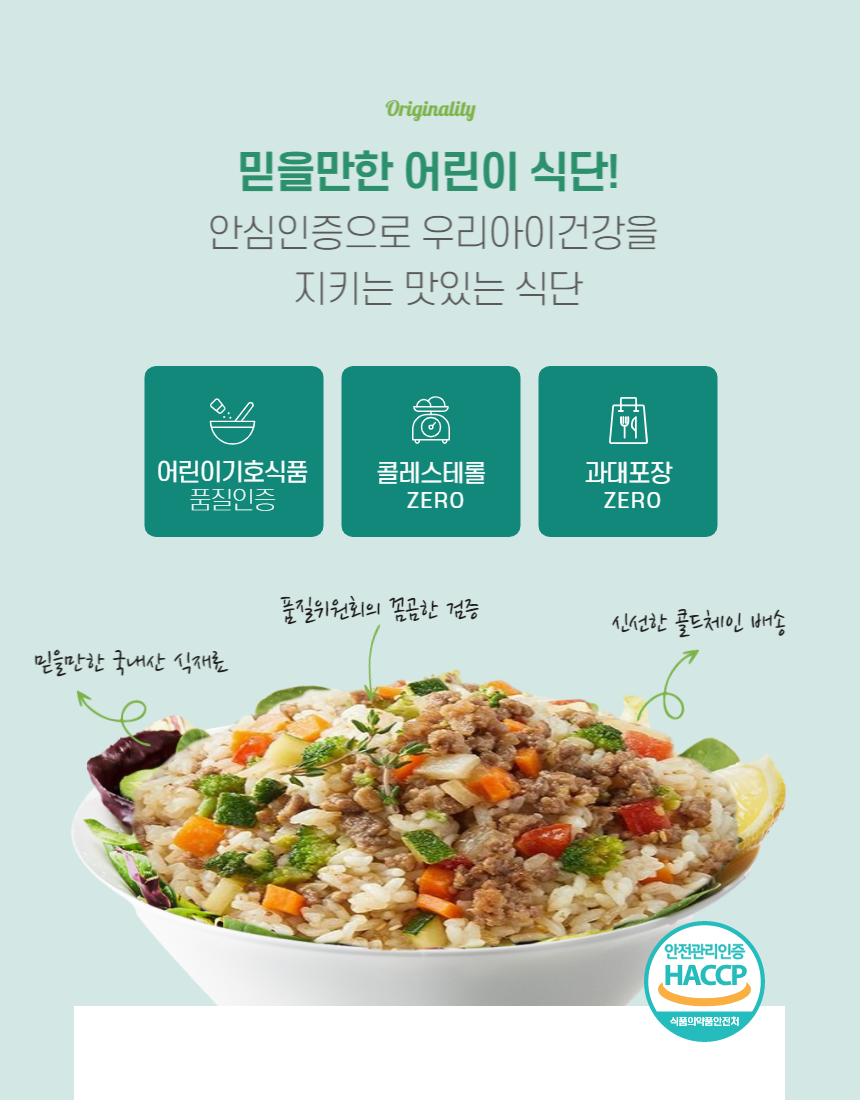 Originality
믿을만한 어린이 식단!
안심인증으로 우리아이건강을
지키는 맛있는 식단
어린이기호식품
품질인증
콜레스테롤
ZERO
과대포장
ZERO
품질위원회의 꼼꼼한 검증
신선한 콜드체인 배송
믿을만한 국내산 식재료
안전관리인증
HACCP
식품의약품안전처